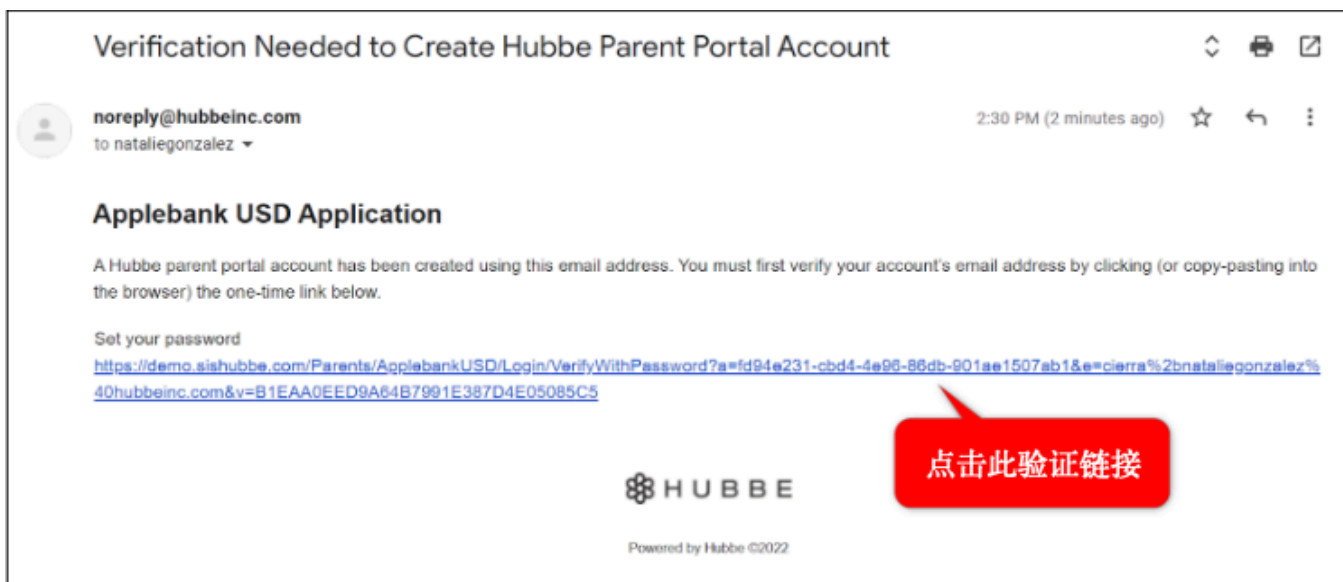 Verification Needed to Create Hubbe Parent Portal Account
noreply@hubbeinc.com
2:30 PM (2 minutes ago)
to nataliegonzalez
Applebank USD Application
A Hubbe parent portal account has been created using this email address. You must first verify your account's email address by clicking (or copy-pasting into
the browser) the one-time link below.
Set your password
https://demo.sishubbe.com/Parents/ApplebankUSD/Login/VerifyWithPassword?a=fd94e231-cbd4-4e96-86db-901ae1507ab1&e=cierra%2bnataliegonzalez%
40hubbeinc.com&v=B1EAA0EED9A64B7991E387D4E05085C5
点击此验证链接
HUBBE
Powered by Hubbe ©2022